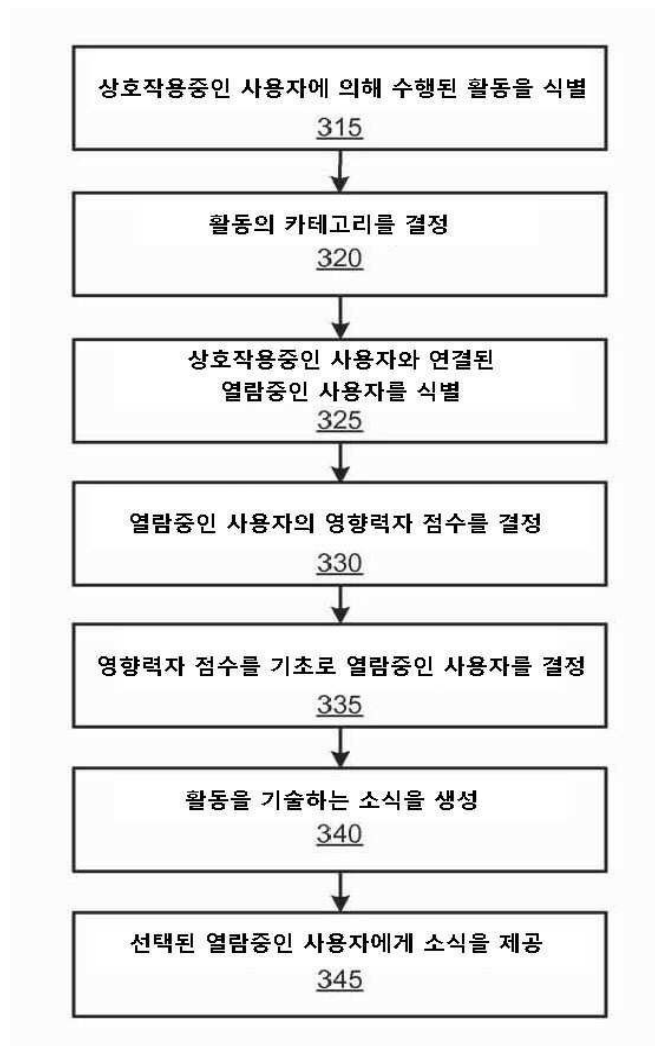 상호작용중인 사용자에 의해 수행된 활동을 식별
315
활동의 카테고리를 결정
320
상호작용중인 사용자와 연결된
열람중인 사용자를 식별
325
열람중인 사용자의 영향력자 점수를 결정
330
영향력자 점수를 기초로 열람중인 사용자를 결정
335
활동을 기술하는 소식을 생성
340
선택된 열람중인 사용자에게 소식을 제공
345